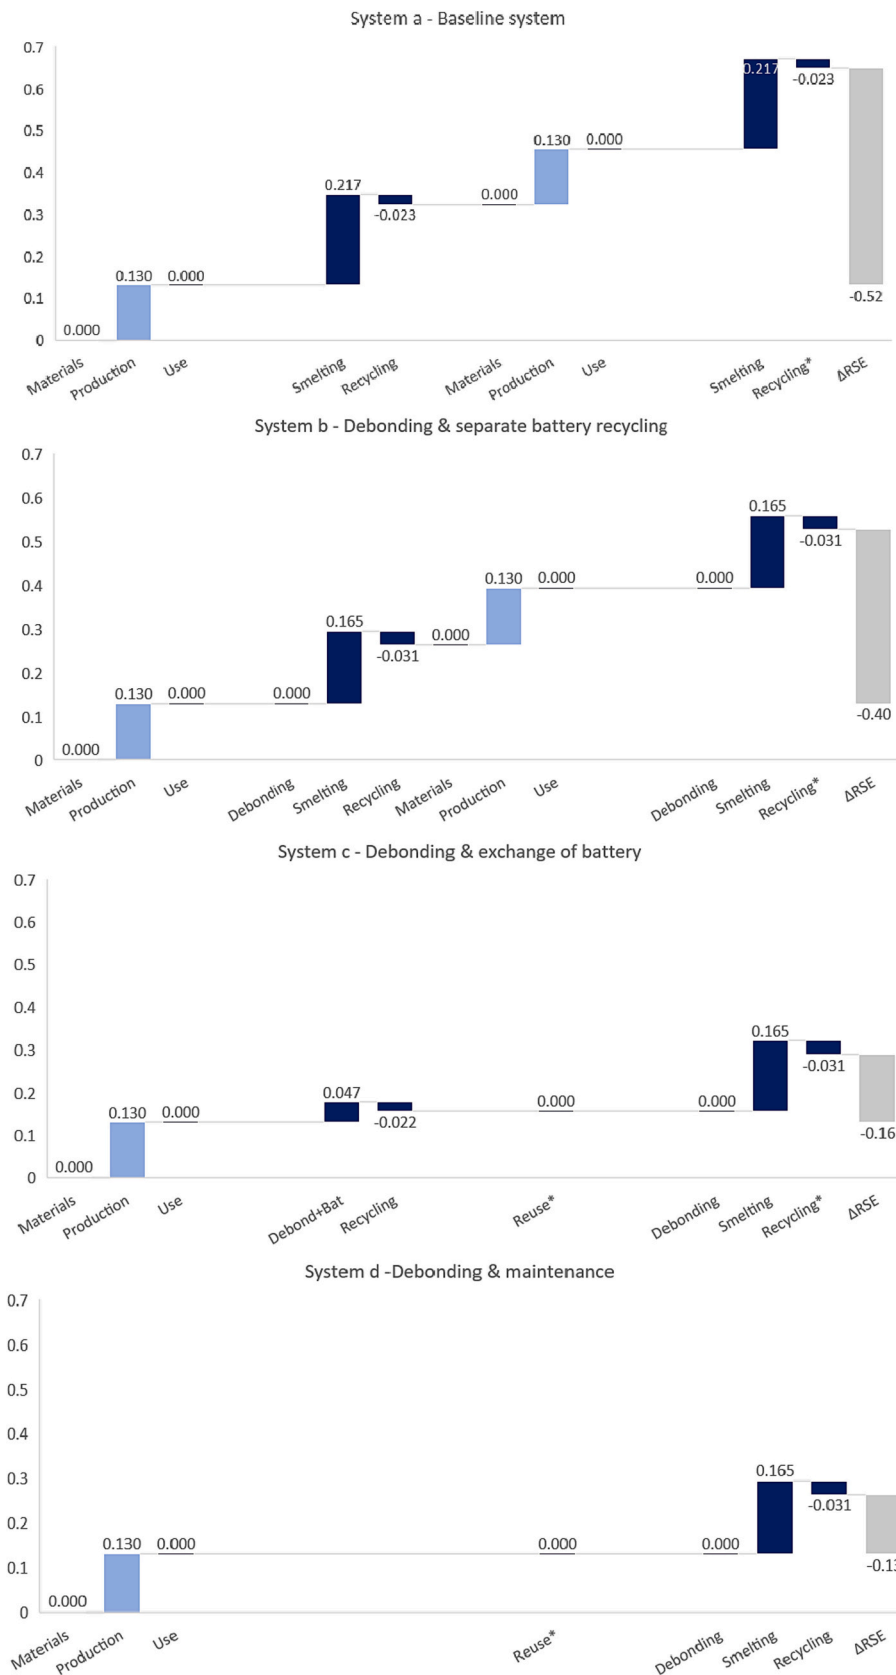 System a - Baseline system
0.7
0.6
0.5
0.4
0.3
0.2
0.1
0
0.000
0.130
0.000
0.217
-0.023
0.000
0.130
0.000
0.217
-0.023
-0.52
Materials
Production
Use
Smelting
Recycling
Materials
Production
Use
Smelting
Recycling*
ΔRSE
System b - Debonding & separate battery recycling
0.7
0.6
0.5
0.4
0.3
0.2
0.1
0
0.000
0.130
0.000
0.000
0.165
-0.031
0.000
0.130
0.000
0.000
0.165
-0.031
-0.40
Materials
Production
Use
Debonding
Smelting
Recycling
Materials
Production
Use
Debonding
Smelting
Recycling*
ΔRSE
System c - Debonding & exchange of battery
0.7
0.6
0.5
0.4
0.3
0.2
0.1
0
0.000
0.130
0.000
0.047
-0.022
0.000
0.000
0.165
-0.031
-0.16
Materials
Production
Use
Debond+Bat
Recycling
Reuse*
Debonding
Smelting
Recycling*
ΔRSE
System d -Debonding & maintenance
0.7
0.6
0.5
0.4
0.3
0.2
0.1
0
0.000
0.130
0.000
0.000
0.000
0.165
-0.031
Materials
Production
Use
Reuse*
Debonding
Smelting
Recycling
ΔRSE